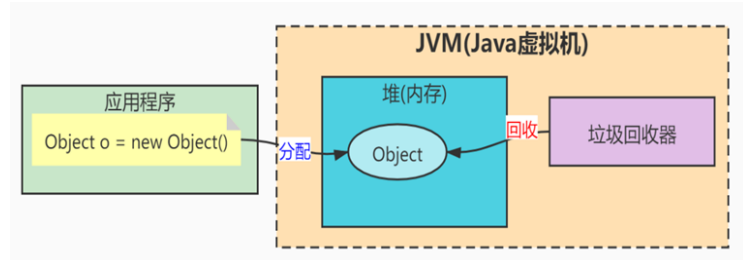 JVM(Java虚拟机)
应用程序
Object o = new Object()
分配
堆(内存)
Object
回收
垃圾回收器